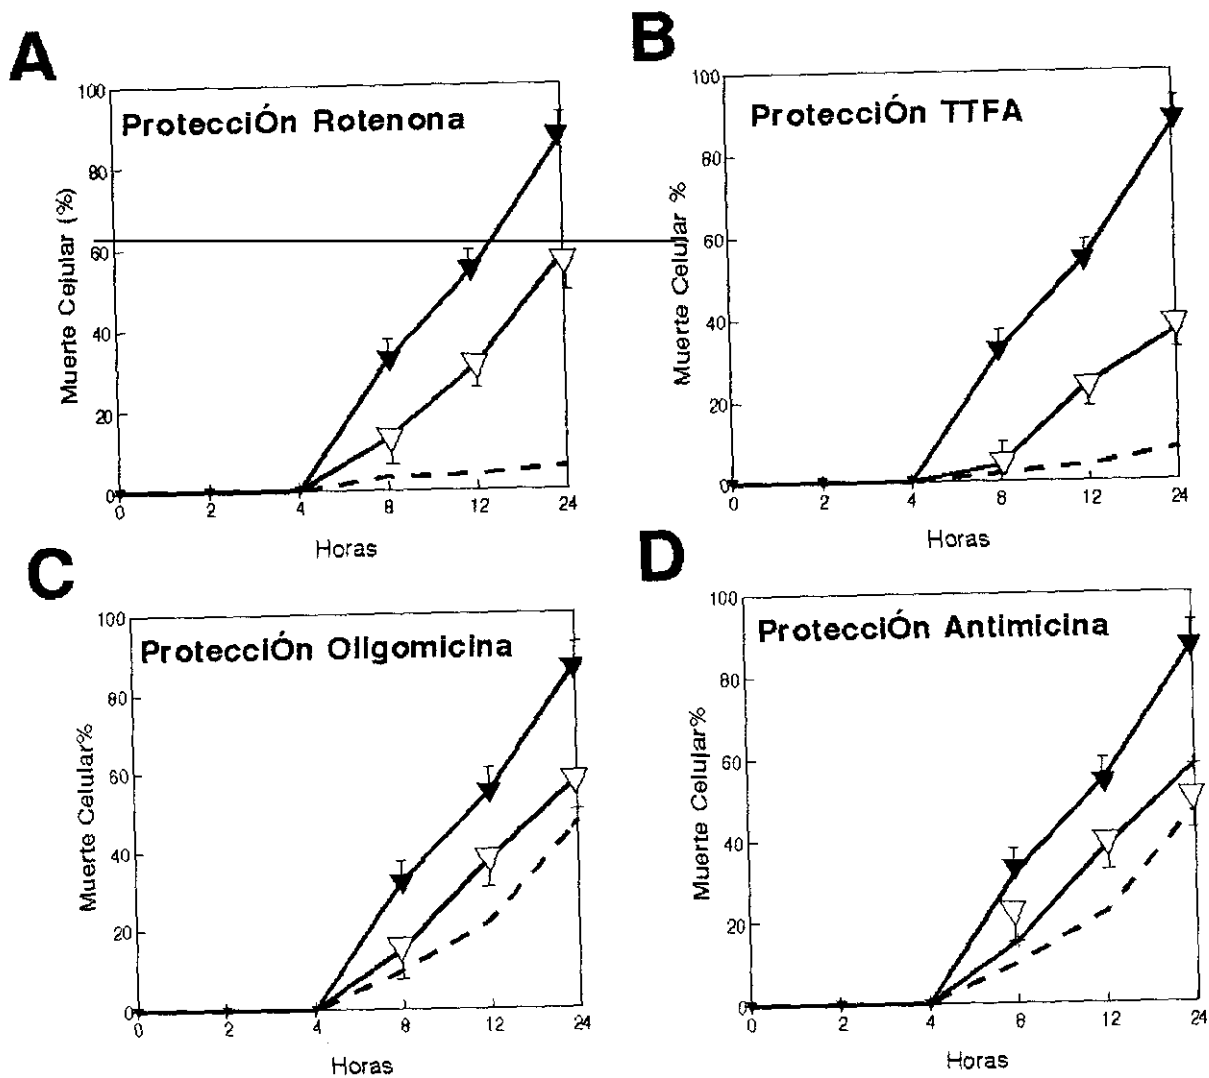 A
ProtecciÓn Rotenona
100
80
60
40
20
0
Muerte Celular (%)
0 2 4 8 12 24
Horas
B
ProtecciÓn TTFA
100
80
60
40
20
0
Muerte Celular %
0 2 4 8 12 24
Horas
C
ProtecciÓn Oligomicina
100
80
60
40
20
0
Muerte Celular%
0 2 4 8 12 24
Horas
D
ProtecciÓn Antimicina
100
80
60
40
20
0
Muerte Celular%
0 2 4 8 12 24
Horas